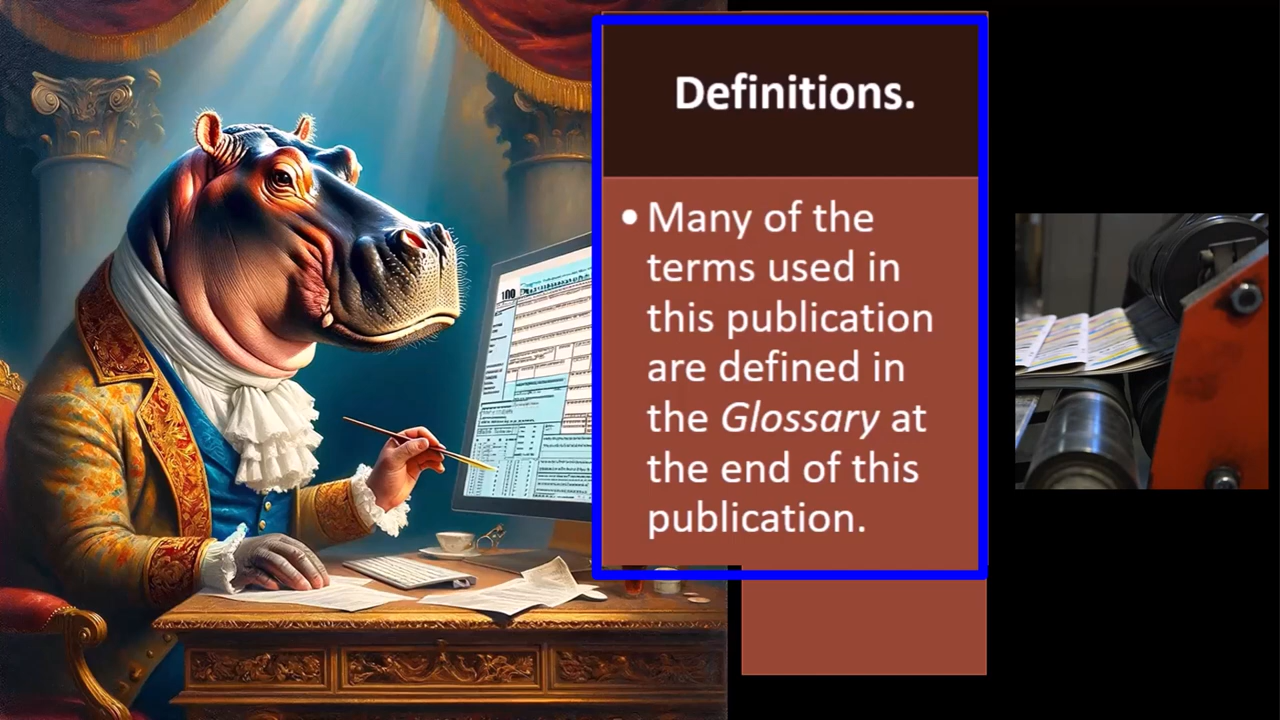 Definitions.
• Many of the
terms used in
this publication
are defined in
the Glossary at
the end of this
publication.
100